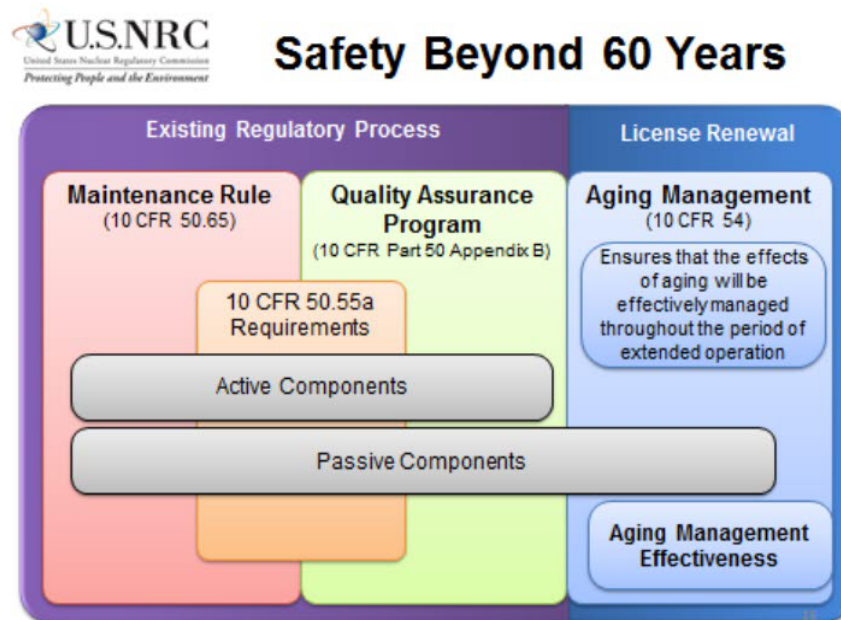 U.S.NRC
United States Nuclear Regulatory Commission
Protecting People and the Environment
Safety Beyond 60 Years
Existing Regulatory Process
License Renewal
Maintenance Rule
(10 CFR 50.65)
Quality Assurance
Program
(10 CFR Part 50 Appendix B)
Aging Management
(10 CFR 54)
Ensures that the effects
of aging will be
effectively managed
throughout the period of
extended operation
10 CFR 50.55a
Requirements
Active Components
Passive Components
Aging Management
Effectiveness